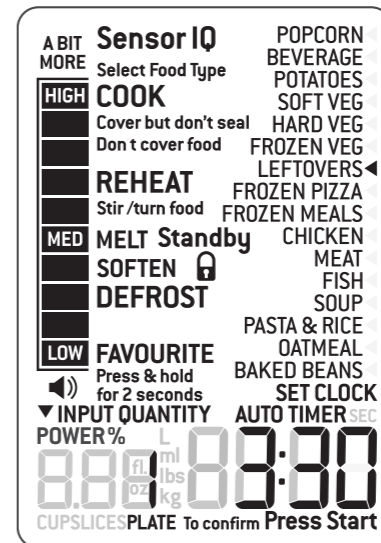 A BIT MORE
Sensor IQ
Select Food Type
HIGH COOK
Cover but don't seal
Don t cover food
REHEAT
Stir /turn food
MED MELT Standby
SOFTEN
DEFROST
LOW FAVOURITE
Press & hold
for 2 seconds
POPCORN
BEVERAGE
POTATOES
SOFT VEG
HARD VEG
FROZEN VEG
LEFTOVERS
FROZEN PIZZA
FROZEN MEALS
CHICKEN
MEAT
FISH
SOUP
PASTA & RICE
OATMEAL
BAKED BEANS
SET CLOCK
INPUT QUANTITY AUTO TIMER SEC
POWER%
L
ml
fl. oz
lbs
kg
1 3:30
CUPSLICESPLATE To confirm Press Start